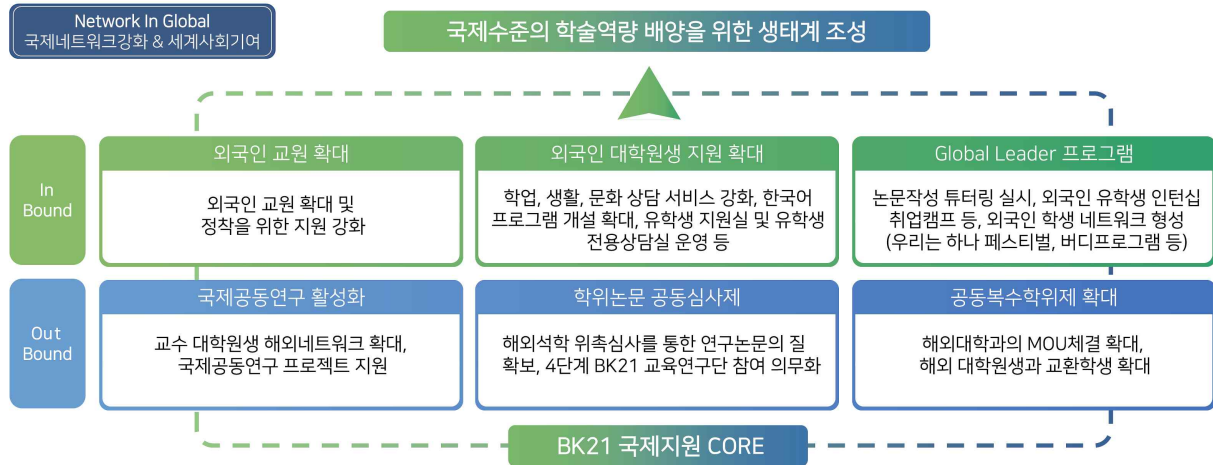 Network In Global
국제네트워크강화 & 세계사회기여
국제수준의 학술역량 배양을 위한 생태계 조성
In
Bound
외국인 교원 확대
외국인 교원 확대 및
정착을 위한 지원 강화
외국인 대학원생 지원 확대
학업, 생활, 문화 상담 서비스 강화, 한국어
프로그램 개설 확대, 유학생 지원실 및 유학생
전용상담실 운영 등
Global Leader 프로그램
논문작성 튜터링 실시, 외국인 유학생 인턴십
취업캠프 등, 외국인 학생 네트워크 형성
(우리는 하나 페스티벌, 버디프로그램 등)
Out
Bound
국제공동연구 활성화
교수 대학원생 해외네트워크 확대,
국제공동연구 프로젝트 지원
학위논문 공동심사제
해외석학 위촉심사를 통한 연구논문의 질
확보, 4단계 BK21 교육연구단 참여 의무화
공동복수학위제 확대
해외대학과의 MOU체결 확대,
해외 대학원생과 교환학생 확대
BK21 국제지원 CORE